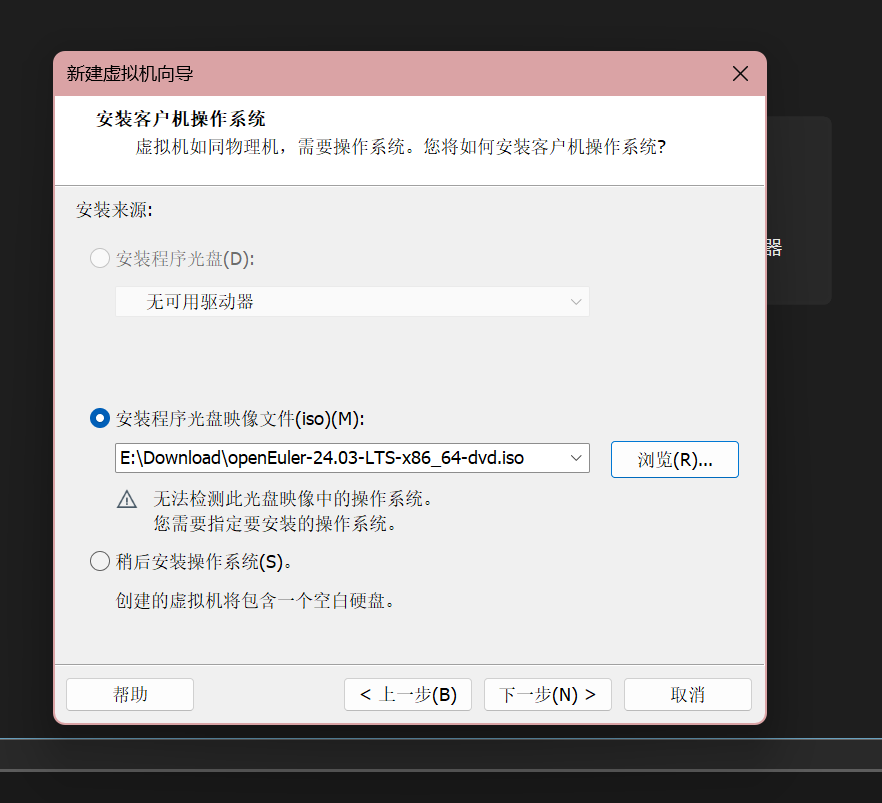 新建虚拟机向导
安装客户机操作系统
虚拟机如同物理机，需要操作系统。您将如何安装客户机操作系统?
安装来源:
器
安装程序光盘(D):
无可用驱动器
安装程序光盘映像文件(iso)(M):
E:\Download\openEuler-24.03-LTS-x86_64-dvd.iso
浏览(R)...
无法检测此光盘映像中的操作系统。
您需要指定要安装的操作系统。
稍后安装操作系统(S)。
创建的虚拟机将包含一个空白硬盘。
帮助
< 上一步(B)
下一步(N) >
取消